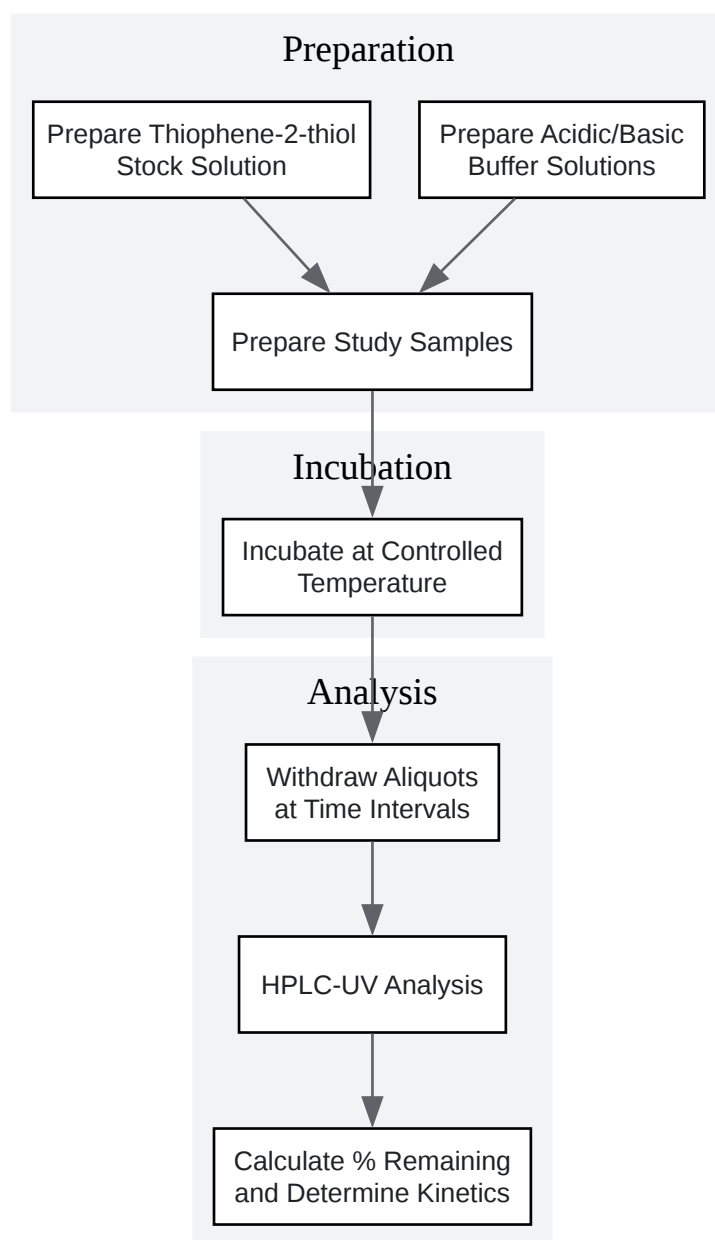 Preparation
Prepare Thiophene-2-thiol
Stock Solution
Prepare Acidic/Basic
Buffer Solutions
Prepare Study Samples
Incubation
Incubate at Controlled
Temperature
Analysis
Withdraw Aliquots
at Time Intervals
HPLC-UV Analysis
Calculate % Remaining
and Determine Kinetics